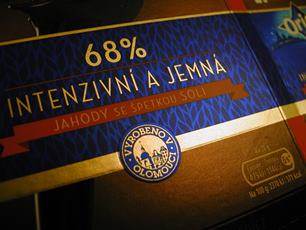 68%
INTENZIVNÍ A JEMNÁ
JAHODY SE ŠPETKOU SOLI
VYROBENO V
OLOMOUCI